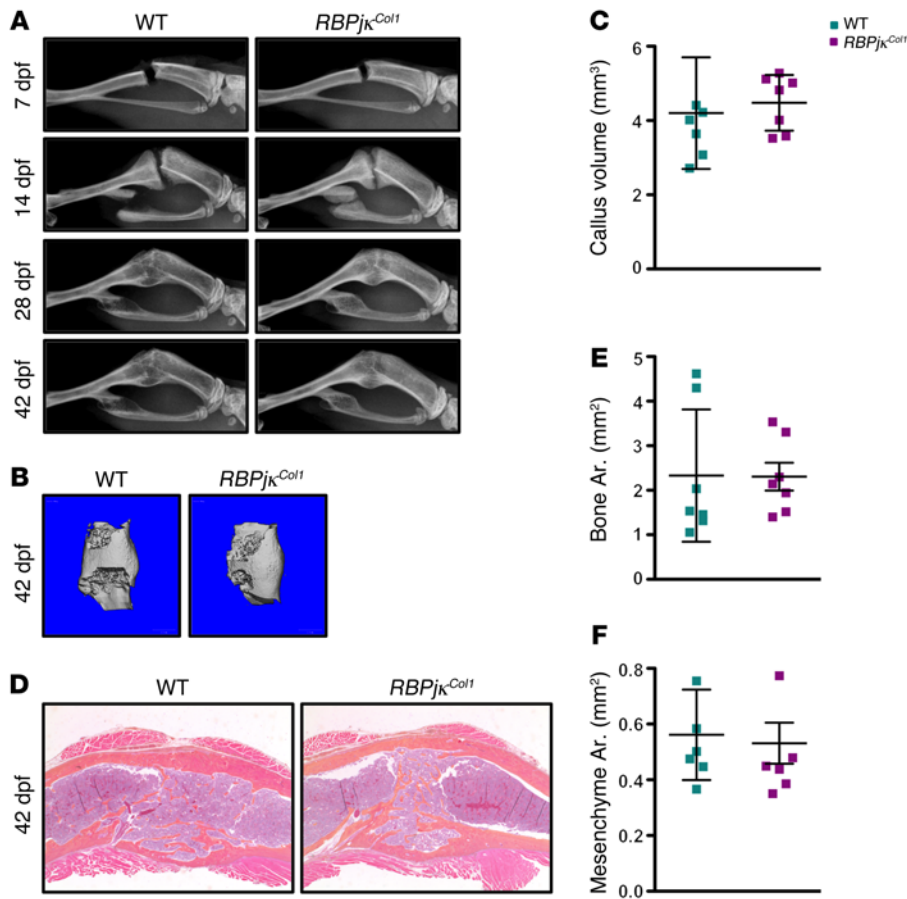 A
WT
RBPjκ^Col1
7 dpf
14 dpf
28 dpf
42 dpf
B
WT
RBPjκ^Col1
42 dpf
D
WT
RBPjκ^Col1
42 dpf
C
WT
RBPjκ^Col1
Callus volume (mm³)
6
4
2
0
E
Bone Ar. (mm²)
5
4
3
2
1
0
F
Mesenchyme Ar. (mm²)
0.8
0.6
0.4
0.2
0.0